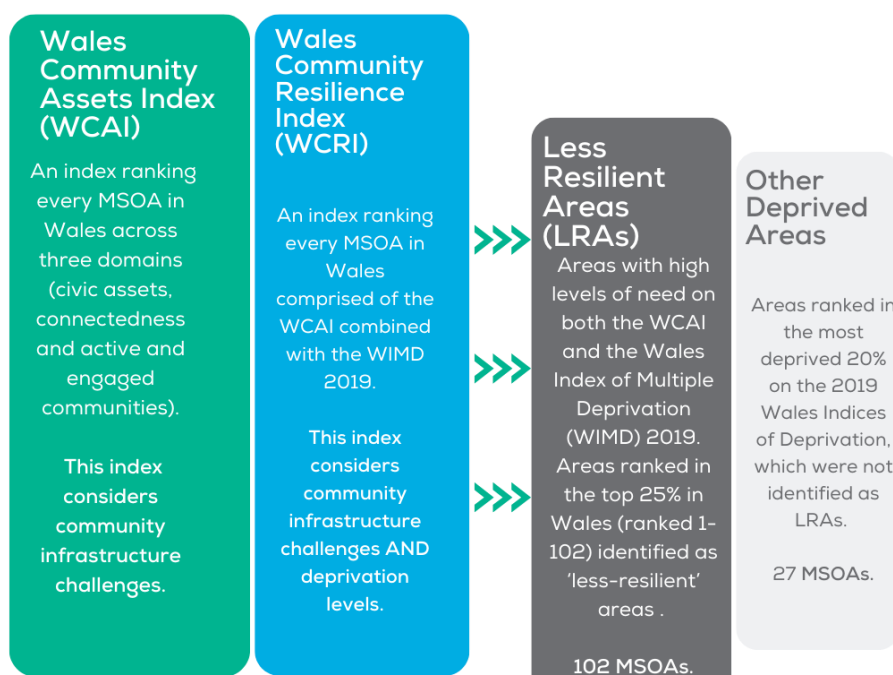 Wales
Community
Assets Index
(WCAI)
An index ranking
every MSOA in
Wales across
three domains
(civic assets,
connectedness
and active and
engaged
communities).
This index
considers
community
infrastructure
challenges.
Wales
Community
Resilience
Index
(WCRI)
An index ranking
every MSOA in
Wales
comprised of the
WCAI combined
with the WIMD
2019.
This index
considers
community
infrastructure
challenges AND
deprivation
levels.
Less
Resilient
Areas
(LRAs)
Areas with high
levels of need on
both the WCAI
and the Wales
Index of Multiple
Deprivation
(WIMD) 2019.
Areas ranked in
the top 25% in
Wales (ranked 1-
102) identified as
‘less-resilient’
areas .
102 MSOAs.
Other
Deprived
Areas
Areas ranked in
the most
deprived 20%
on the 2019
Wales Indices
of Deprivation,
which were not
identified as
LRAs.
27 MSOAs.